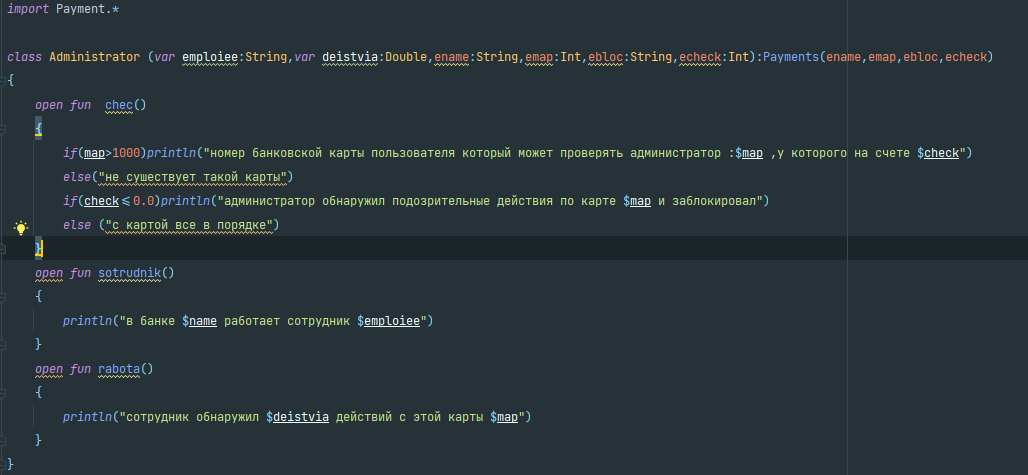 import Payment.*
class Administrator (var emploiee:String,var deistvia:Double,ename:String,emap:Int,ebloc:String,echeck:Int):Payments(ename,emap,ebloc,echeck)
{
open fun  chec()
{
if(map>1000)println("номер банковской карты пользователя который может проверять администратор :$map ,у которого на счете $check")
else("не сушествует такой карты")
if(check<=0.0)println("администратор обнаружил подозрительные действия по карте $map и заблокировал")
else ("с картой все в порядке")
}
open fun sotrudnik()
{
println("в банке $name работает сотрудник $emploiee")
}
open fun rabota()
{
println("сотрудник обнаружил $deistvia действий с этой карты $map")
}
}